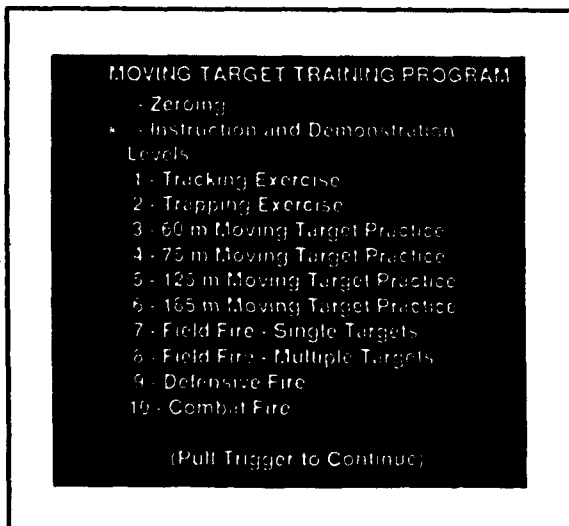 MOVING TARGET TRAINING PROGRAM
- Zeroing
* - Instruction and Demonstration
Levels
1 - Tracking Exercise
2 - Trapping Exercise
3 - 60 m Moving Target Practice
4 - 75 m Moving Target Practice
5 - 125 m Moving Target Practice
6 - 185 m Moving Target Practice
7 - Field Fire - Single Targets
8 - Field Fire - Multiple Targets
9 - Defensive Fire
10 - Combat Fire
(Pull Trigger to Continue)